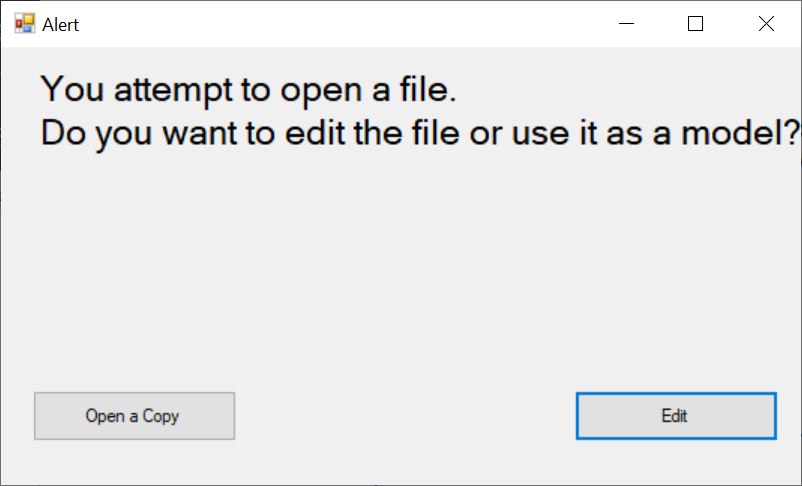 Alert
You attempt to open a file.
Do you want to edit the file or use it as a model?
Open a Copy
Edit